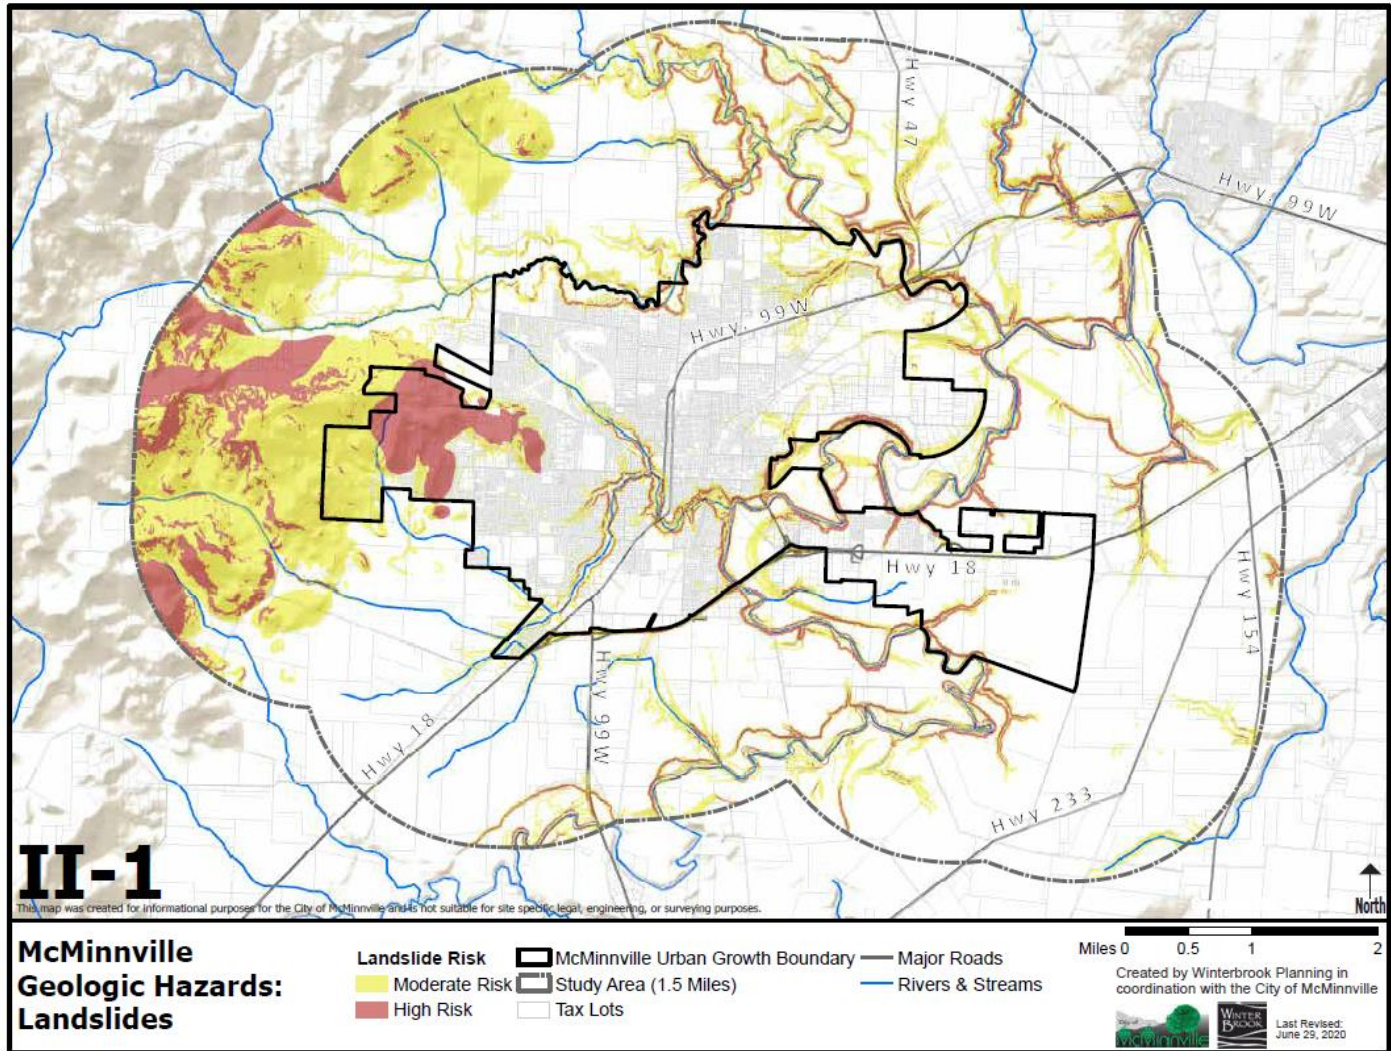 Hwy 47
Hwy. 99W
Hwy. 99W
Hwy 18
Hwy 154
Hwy 99W
Hwy 18
Hwy 233
II-1
This map was created for informational purposes for the City of McMinnville and is not suitable for site specific legal, engineering, or surveying purposes.
North
McMinnville
Geologic Hazards:
Landslides
Landslide Risk
Moderate Risk
High Risk
McMinnville Urban Growth Boundary
Study Area (1.5 Miles)
Tax Lots
Major Roads
Rivers & Streams
Miles 0 0.5 1 2
Created by Winterbrook Planning in
coordination with the City of McMinnville
City of
McMinnville
WINTER
BROOK
Last Revised:
June 29, 2020